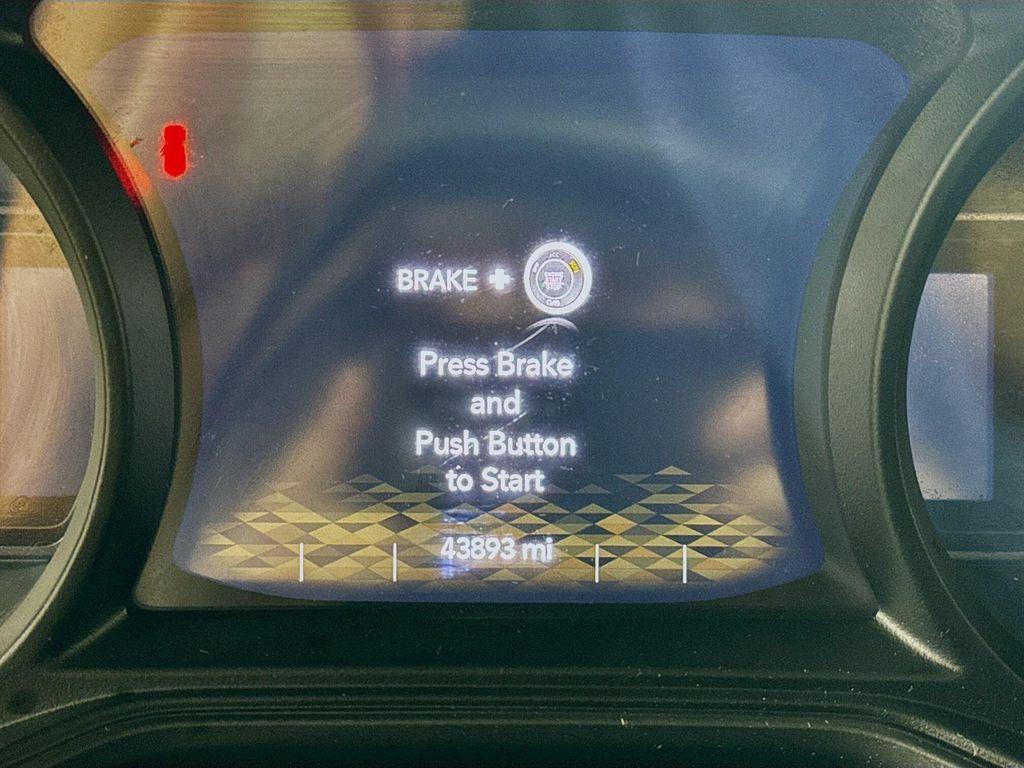 BRAKE +
Press Brake
and
Push Button
to Start
43893 mi